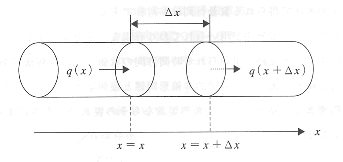 Δx
q(x)
q(x + Δx)
x
x = x
x = x + Δx